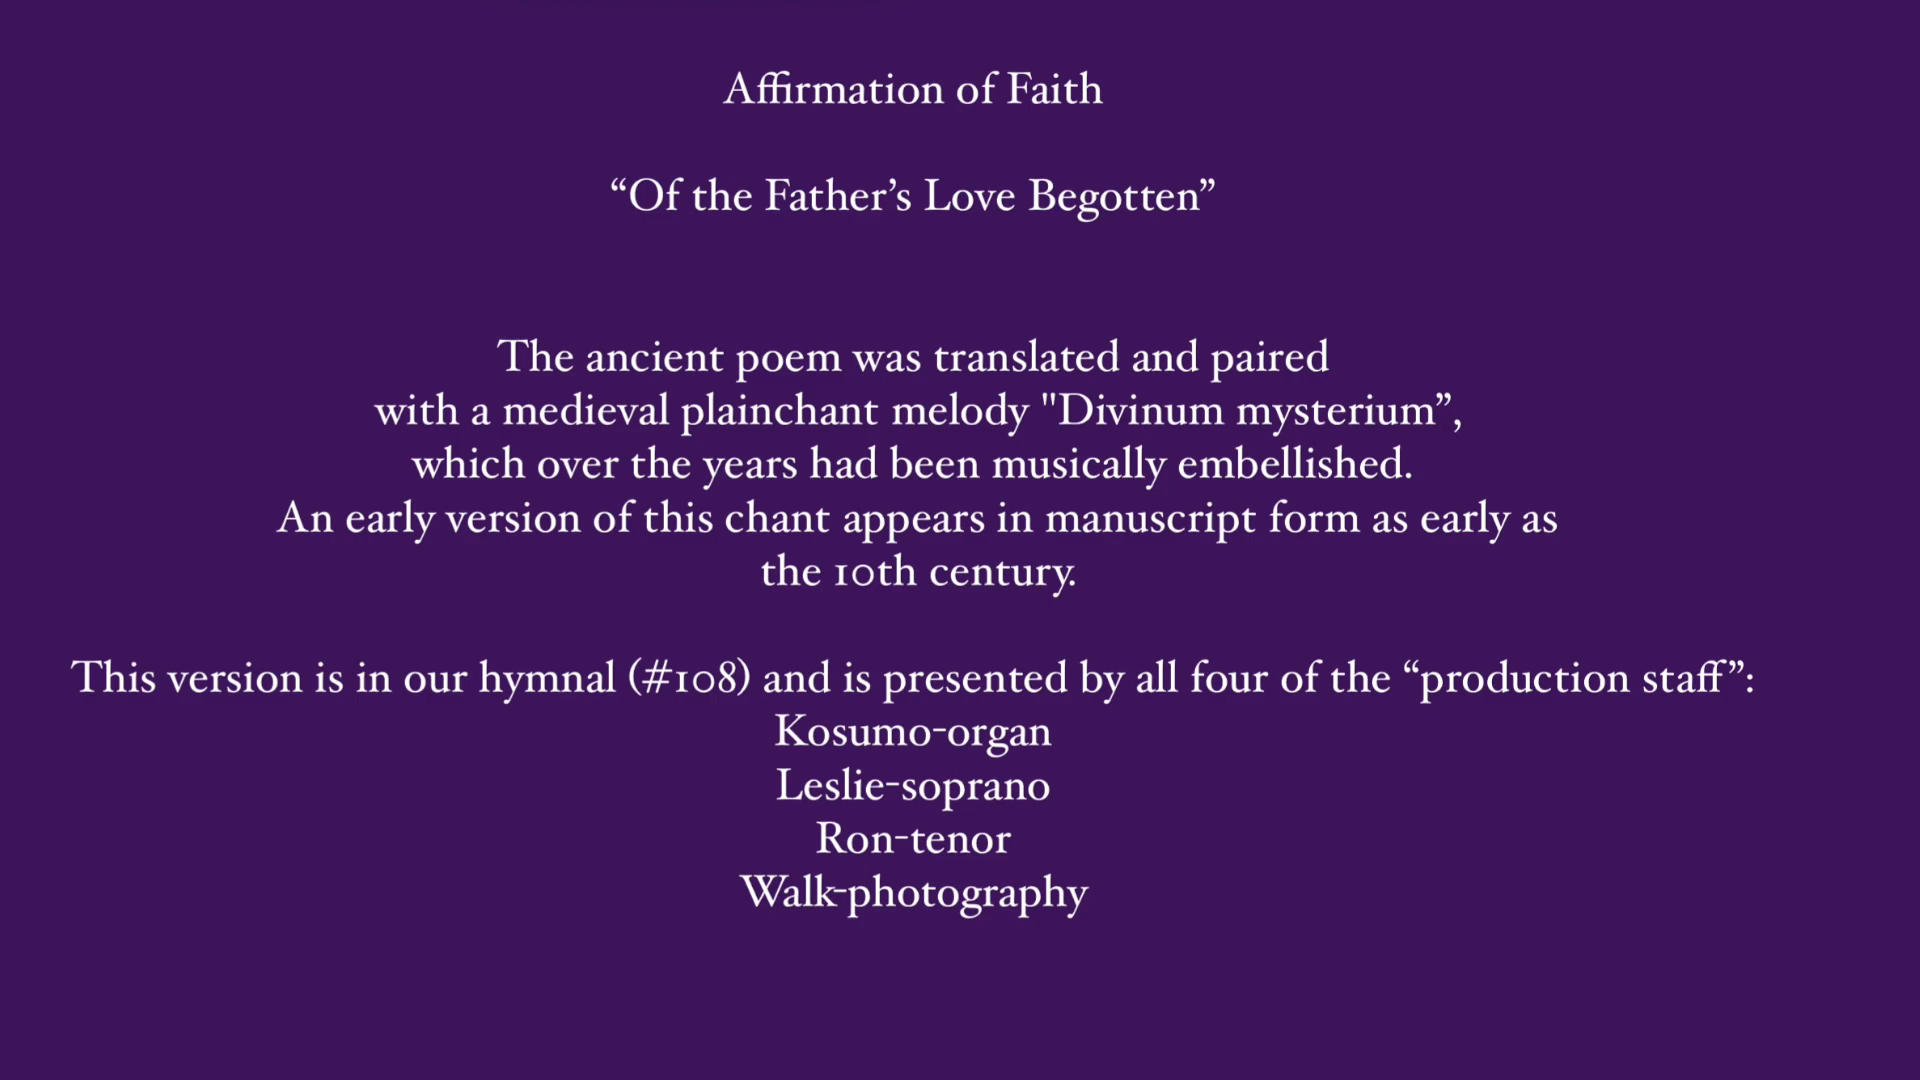 Affirmation of Faith
“Of the Father’s Love Begotten”
The ancient poem was translated and paired
with a medieval plainchant melody "Divinum mysterium”,
which over the years had been musically embellished.
An early version of this chant appears in manuscript form as early as
the 10th century.
This version is in our hymnal (#108) and is presented by all four of the “production staff”:
Kosumo-organ
Leslie-soprano
Ron-tenor
Walk-photography